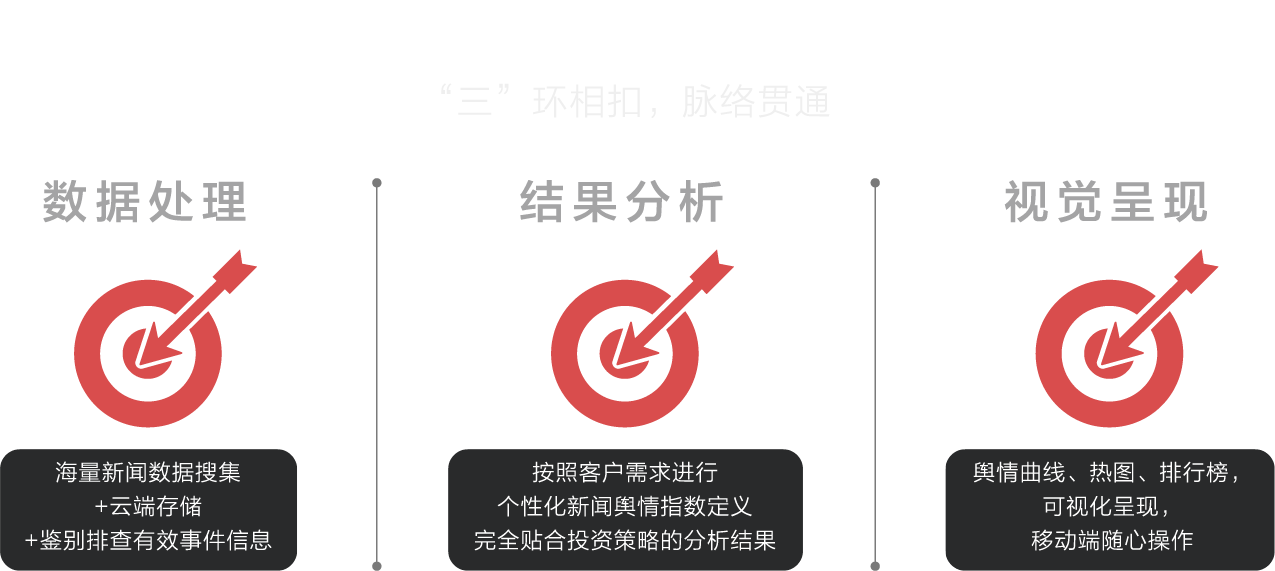 “三”环相扣，脉络贯通
数据处理
海量新闻数据搜集
+云端存储
+鉴别排查有效事件信息
结果分析
按照客户需求进行
个性化新闻舆情指数定义
完全贴合投资策略的分析结果
视觉呈现
舆情曲线、热图、排行榜，
可视化呈现，
移动端随心操作